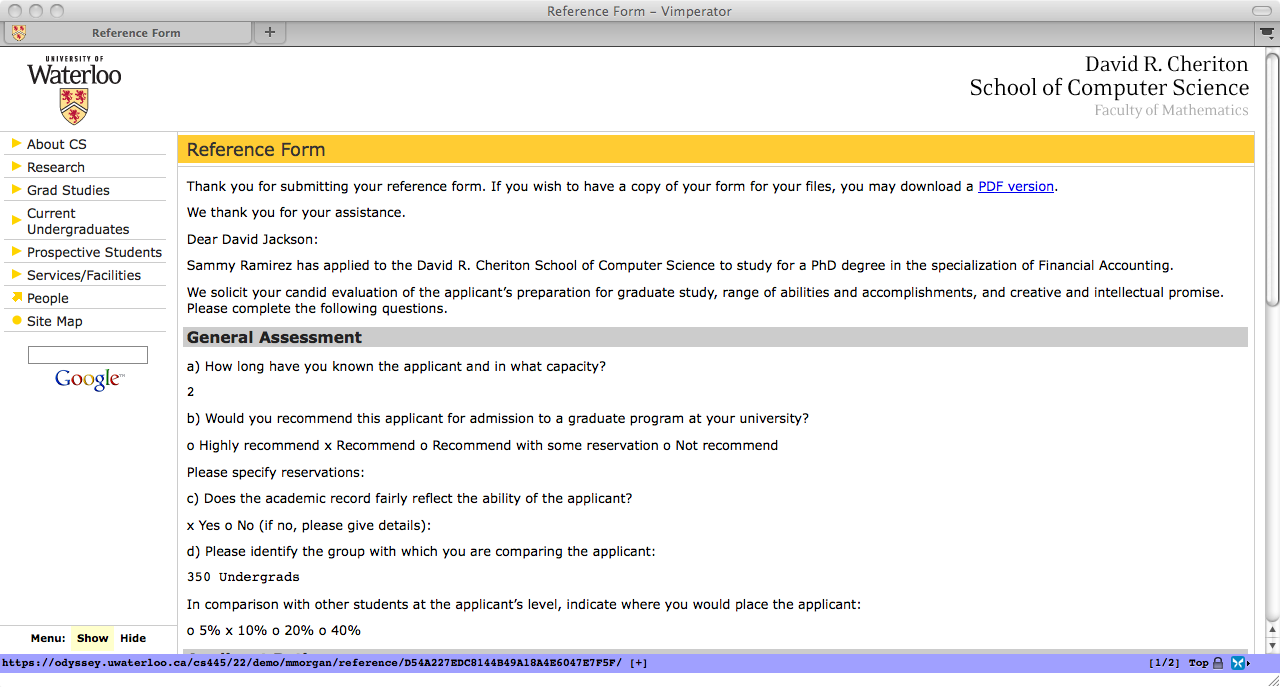 Reference Form – Vimperator
Reference Form
+
UNIVERSITY OF
Waterloo
David R. Cheriton
School of Computer Science
Faculty of Mathematics
About CS
Research
Grad Studies
Current
Undergraduates
Prospective Students
Services/Facilities
People
Site Map
Google™
Menu: Show Hide
Reference Form
Thank you for submitting your reference form. If you wish to have a copy of your form for your files, you may download a PDF version.
We thank you for your assistance.
Dear David Jackson:
Sammy Ramirez has applied to the David R. Cheriton School of Computer Science to study for a PhD degree in the specialization of Financial Accounting.
We solicit your candid evaluation of the applicant's preparation for graduate study, range of abilities and accomplishments, and creative and intellectual promise.
Please complete the following questions.
General Assessment
a) How long have you known the applicant and in what capacity?
2
b) Would you recommend this applicant for admission to a graduate program at your university?
o Highly recommend x Recommend o Recommend with some reservation o Not recommend
Please specify reservations:
c) Does the academic record fairly reflect the ability of the applicant?
x Yes o No (if no, please give details):
d) Please identify the group with which you are comparing the applicant:
350 Undergrads
In comparison with other students at the applicant's level, indicate where you would place the applicant:
o 5% x 10% o 20% o 40%
https://odyssey.uwaterloo.ca/cs445/22/demo/mmorgan/reference/D54A227EDC8144B49A18A4E6047E7F5F/ [+]
[1/2] Top